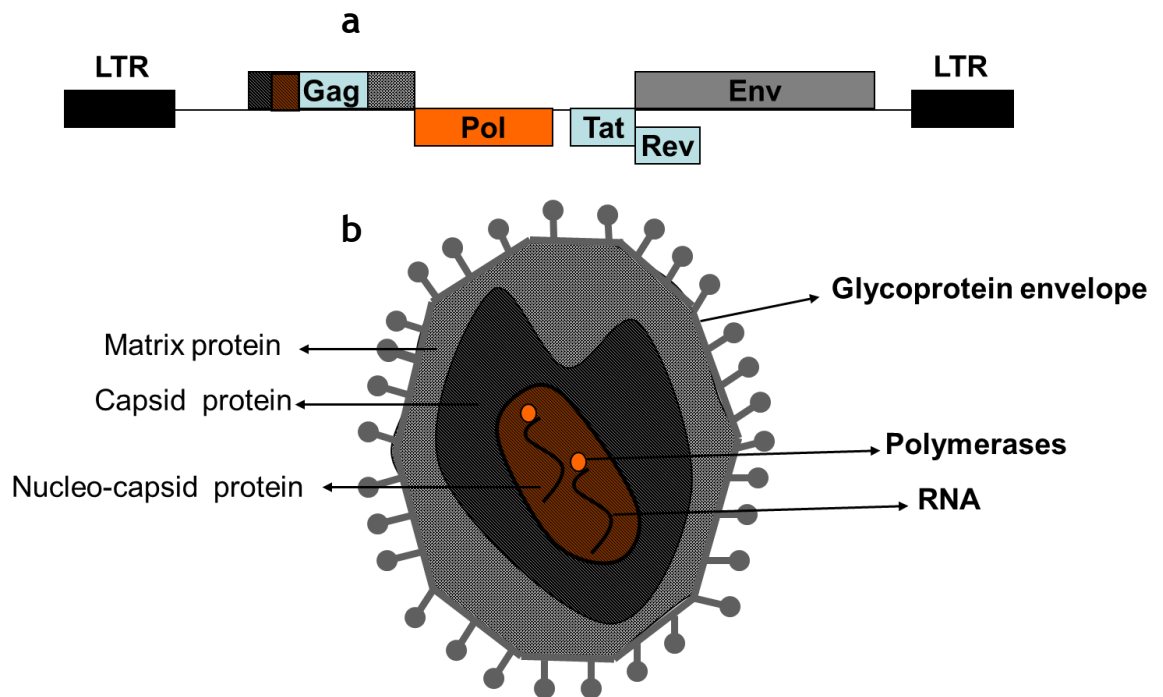 a
LTR
LTR
Gag
Env
Pol
Tat
Rev
b
Glycoprotein envelope
Matrix protein
Capsid protein
Polymerases
Nucleo-capsid protein
RNA